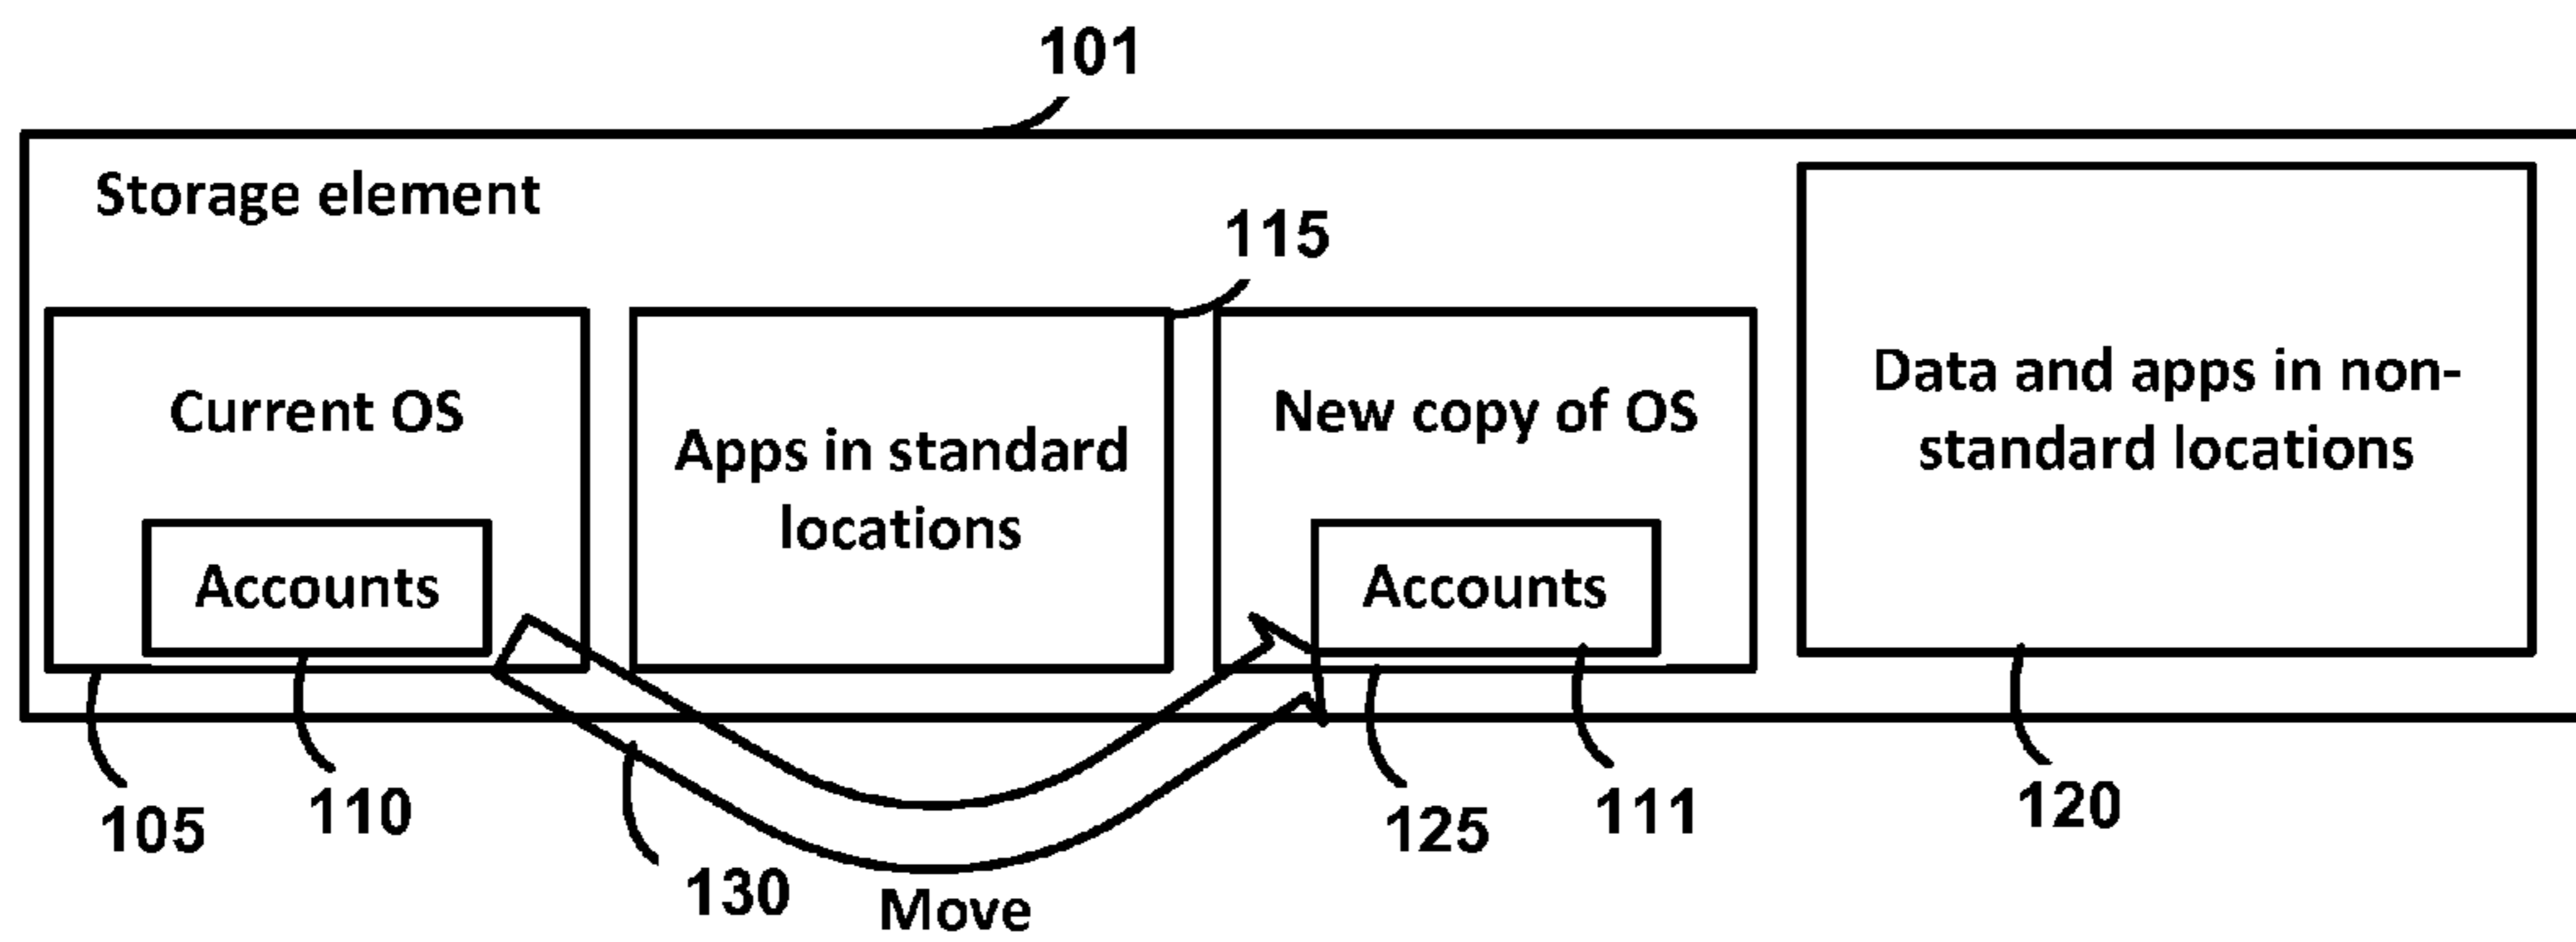 101
Storage element
115
Current OS
Apps in standard
locations
New copy of OS
Data and apps in non-
standard locations
Accounts
Accounts
105
110
130
Move
125
111
120